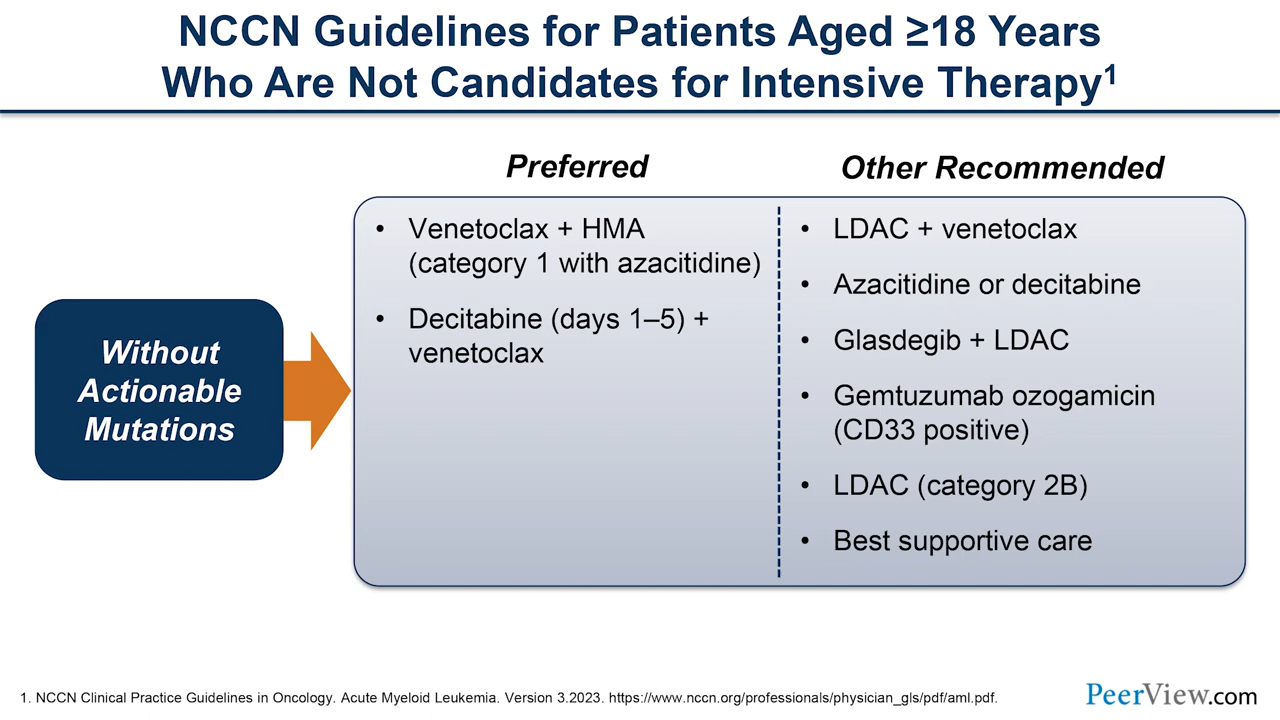 NCCN Guidelines for Patients Aged ≥18 Years
Who Are Not Candidates for Intensive Therapy¹
Without
Actionable
Mutations
Preferred
• Venetoclax + HMA
(category 1 with azacitidine)
• Decitabine (days 1–5) +
venetoclax
Other Recommended
• LDAC + venetoclax
• Azacitidine or decitabine
• Glasdegib + LDAC
• Gemtuzumab ozogamicin
(CD33 positive)
• LDAC (category 2B)
• Best supportive care
1. NCCN Clinical Practice Guidelines in Oncology. Acute Myeloid Leukemia. Version 3.2023. https://www.nccn.org/professionals/physician_gls/pdf/aml.pdf.
PeerView.com